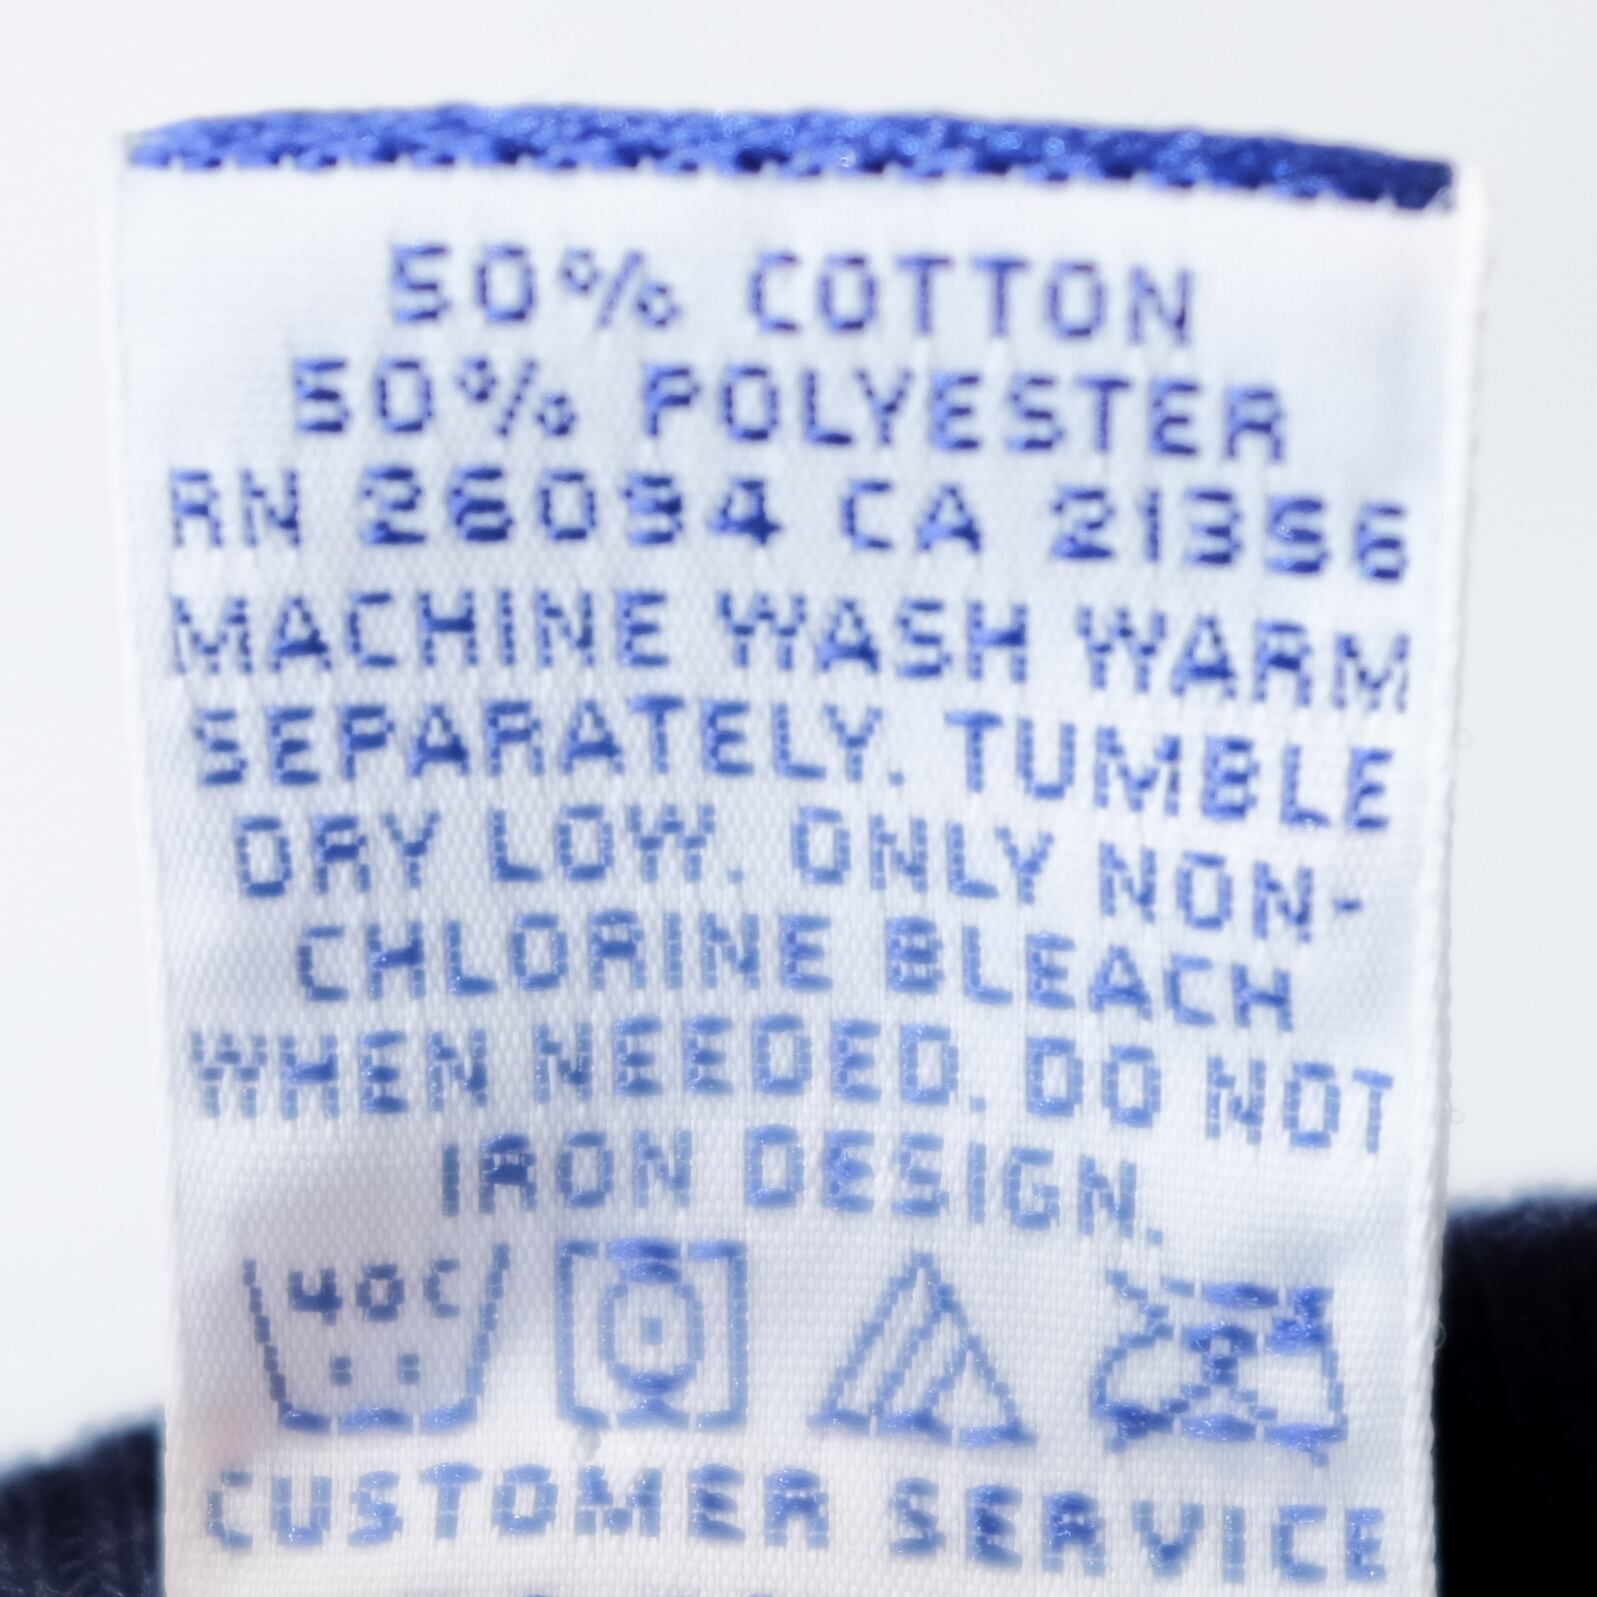 50% COTTON
50% POLYESTER
RN 26094 CA 21356
MACHINE WASH WARM
SEPARATELY. TUMBLE
DRY LOW. ONLY NON-
CHLORINE BLEACH
WHEN NEEDED. DO NOT
IRON DESIGN.
40C
CUSTOMER SERVICE